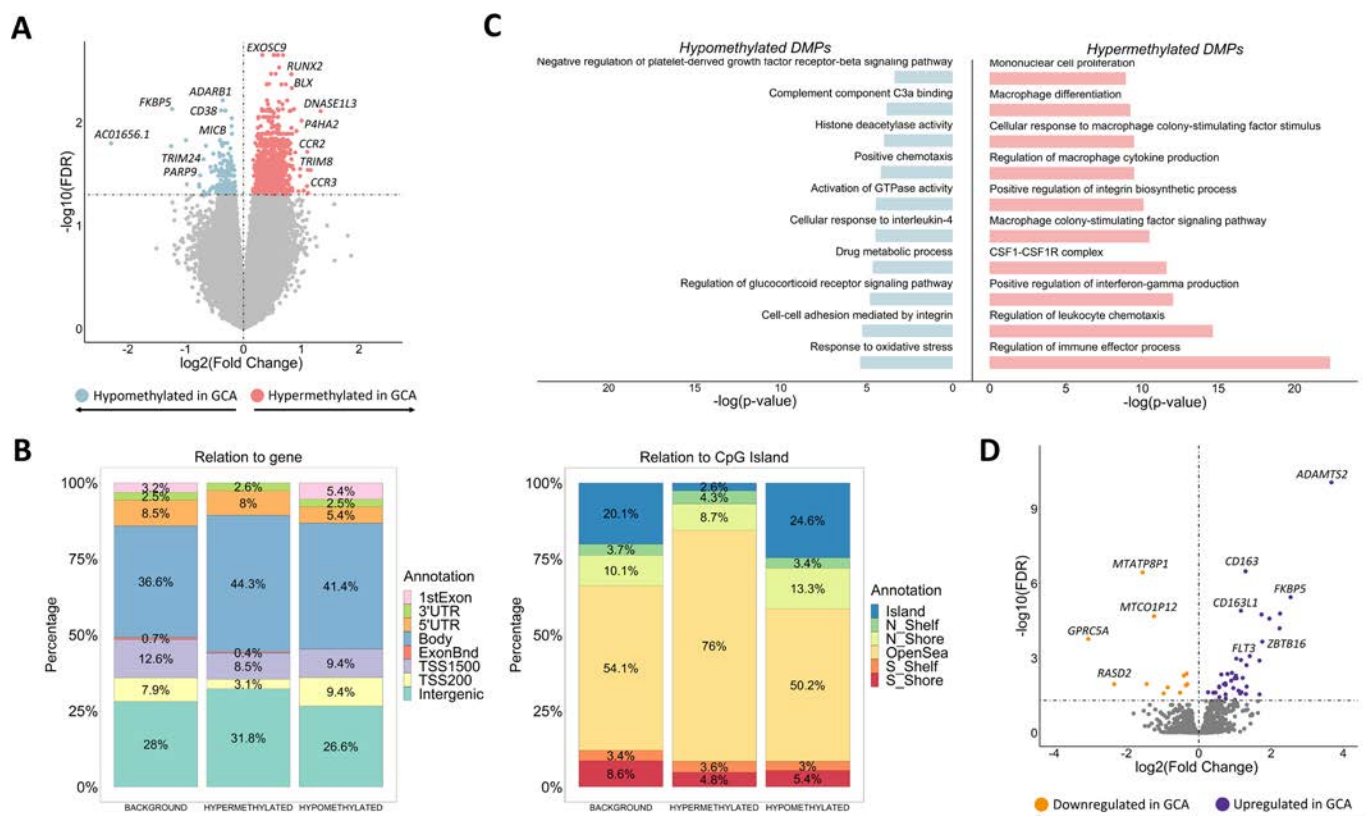 A
EXOSC9
RUNX2
BLX
ADARB1
FKBP5
CD38
DNASE1L3
MICB
P4HA2
AC01656.1
CCR2
TRIM24
TRIM8
PARP9
CCR3
-log10(FDR)
2
1
0
-2
-1
0
1
2
log2(Fold Change)
Hypomethylated in GCA
Hypermethylated in GCA
C
Hypomethylated DMPs
Hypermethylated DMPs
Negative regulation of platelet-derived growth factor receptor-beta signaling pathway
Complement component C3a binding
Histone deacetylase activity
Positive chemotaxis
Activation of GTPase activity
Cellular response to interleukin-4
Drug metabolic process
Regulation of glucocorticoid receptor signaling pathway
Cell-cell adhesion mediated by integrin
Response to oxidative stress
20
15
10
5
0
-log(p-value)
Mononuclear cell proliferation
Macrophage differentiation
Cellular response to macrophage colony-stimulating factor stimulus
Regulation of macrophage cytokine production
Positive regulation of integrin biosynthetic process
Macrophage colony-stimulating factor signaling pathway
CSF1-CSF1R complex
Positive regulation of interferon-gamma production
Regulation of leukocyte chemotaxis
Regulation of immune effector process
0
5
10
15
20
-log(p-value)
B
Relation to gene
Percentage
100%
75%
50%
25%
0%
3.2%
2.5%
8.5%
36.6%
0.7%
12.6%
7.9%
28%
2.6%
8%
44.3%
0.4%
8.5%
3.1%
31.8%
5.4%
2.5%
5.4%
41.4%
9.4%
9.4%
26.6%
BACKGROUND
HYPERMETHYLATED
HYPOMETHYLATED
Annotation
1stExon
3'UTR
5'UTR
Body
ExonBnd
TSS1500
TSS200
Intergenic
Relation to CpG Island
Percentage
100%
75%
50%
25%
0%
20.1%
3.7%
10.1%
54.1%
3.4%
8.6%
2.6%
4.3%
8.7%
76%
3.6%
4.8%
24.6%
3.4%
13.3%
50.2%
3%
5.4%
BACKGROUND
HYPERMETHYLATED
HYPOMETHYLATED
Annotation
Island
N_Shelf
N_Shore
OpenSea
S_Shelf
S_Shore
D
ADAMTS2
MTATP8P1
CD163
FKBP5
MTCO1P12
CD163L1
GPRC5A
ZBTB16
FLT3
RASD2
-log10(FDR)
9
6
3
0
-4
-2
0
2
4
log2(Fold Change)
Downregulated in GCA
Upregulated in GCA